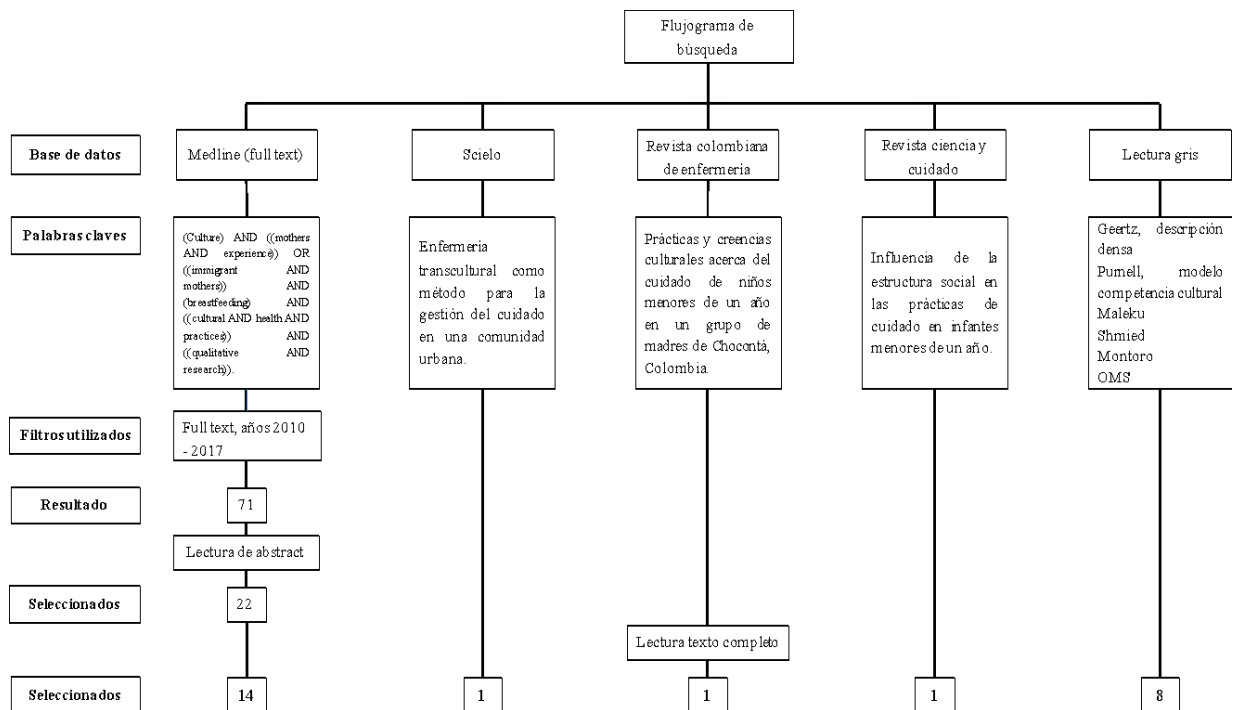 Flujograma de
búsqueda
Base de datos
Medline (full text)
Scielo
Revista colombiana
de enfermería
Revista ciencia y
cuidado
Lectura gris
Palabras claves
(Culture) AND ((mothers
AND experience)) OR
((immigrant AND
mothers)) AND
(breastfeeding) AND
((cultural AND health AND
practices)) AND
((qualitative AND
research)).
Enfermería
transcultural como
método para la
gestión del cuidado
en una comunidad
urbana.
Prácticas y creencias
culturales acerca del
cuidado de niños
menores de un año
en un grupo de
madres de Chocontá,
Colombia.
Influencia de la
estructura social en
las prácticas de
cuidado en infantes
menores de un año.
Geertz, descripción
densa
Purnell, modelo
competencia cultural
Maleku
Shmied
Montoro
OMS
Filtros utilizados
Full text, años 2010
- 2017
Resultado
71
Lectura de abstract
Seleccionados
22
Lectura texto completo
Seleccionados
14
1
1
1
8